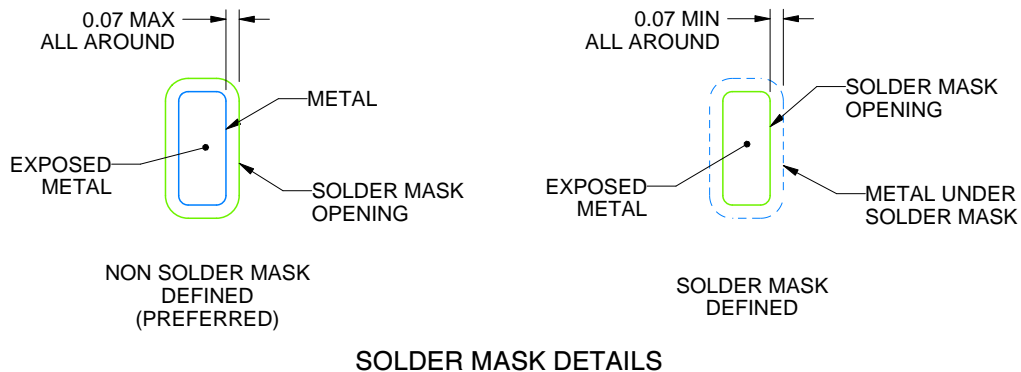 0.07 MAX
ALL AROUND
METAL
EXPOSED
METAL
SOLDER MASK
OPENING
NON SOLDER MASK
DEFINED
(PREFERRED)
0.07 MIN
ALL AROUND
SOLDER MASK
OPENING
EXPOSED
METAL
METAL UNDER
SOLDER MASK
SOLDER MASK
DEFINED
SOLDER MASK DETAILS